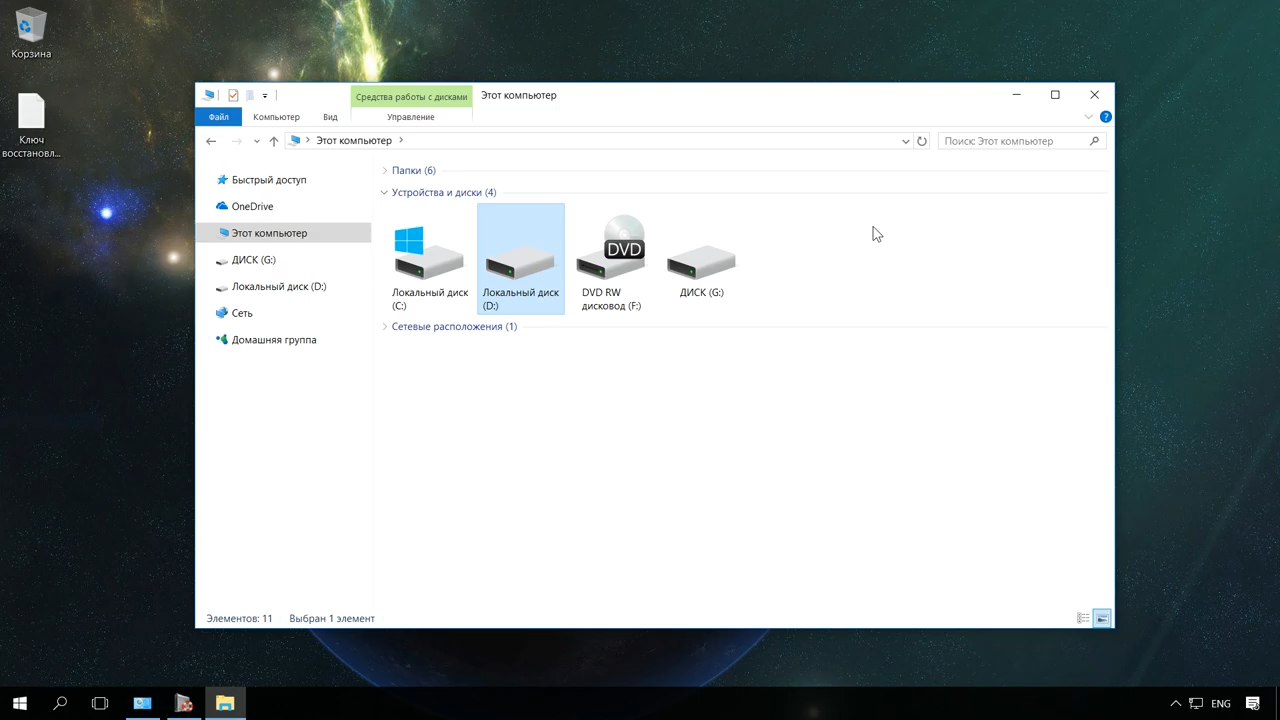 Корзина
Ключ
восстановл...
Средства работы с дисками
Этот компьютер
Файл
Компьютер
Вид
Управление
Этот компьютер
Поиск: Этот компьютер
Быстрый доступ
OneDrive
Этот компьютер
ДИСК (G:)
Локальный диск (D:)
Сеть
Домашняя группа
Папки (6)
Устройства и диски (4)
Локальный диск
(C:)
Локальный диск
(D:)
DVD
DVD RW
дисковод (F:)
ДИСК (G:)
Сетевые расположения (1)
Элементов: 11
Выбран 1 элемент
ENG